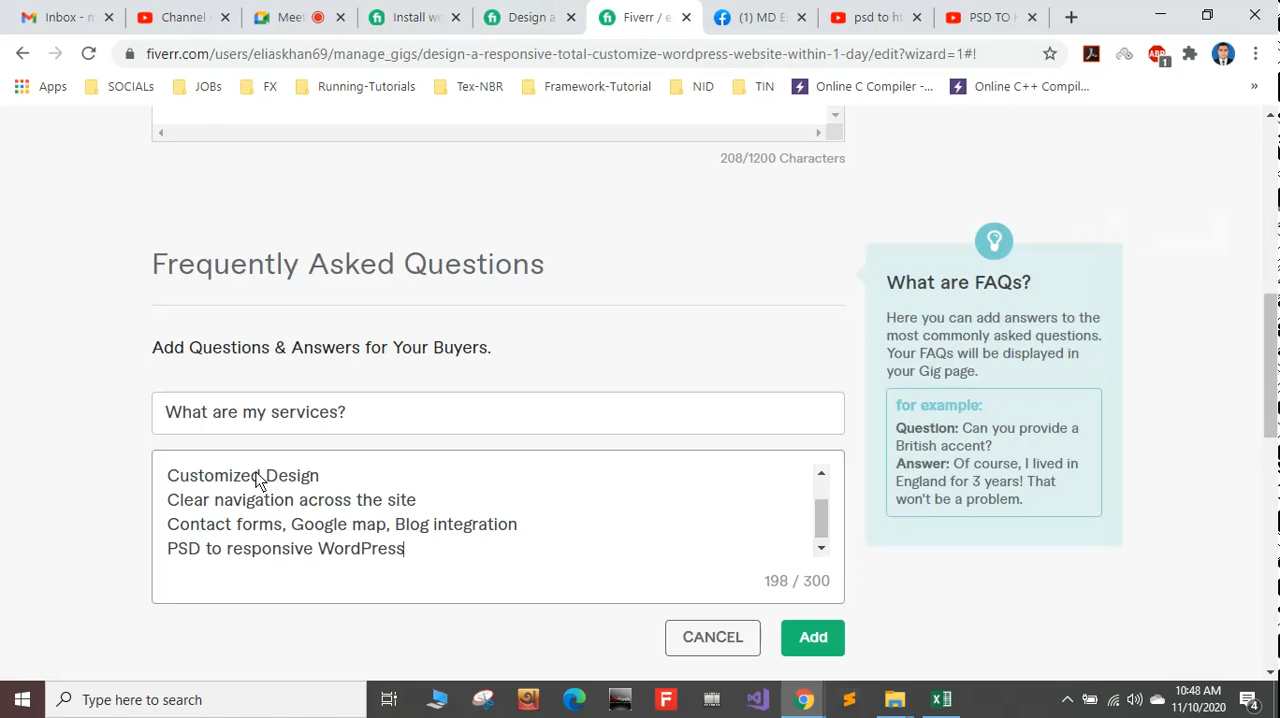 Inbox - m
Channel
Meet
Install wo
Design a
Fiverr / e
(1) MD E
psd to ht
PSD TO H
fiverr.com/users/eliaskhan69/manage_gigs/design-a-responsive-total-customize-wordpress-website-within-1-day/edit?wizard=1#!
ABP
1
Apps
SOCIALs
JOBs
FX
Running-Tutorials
Tex-NBR
Framework-Tutorial
NID
TIN
Online C Compiler -...
Online C++ Compil...
»
208/1200 Characters
Frequently Asked Questions
Add Questions & Answers for Your Buyers.
What are my services?
Customized Design
Clear navigation across the site
Contact forms, Google map, Blog integration
PSD to responsive WordPress
198 / 300
CANCEL
Add
What are FAQs?
Here you can add answers to the
most commonly asked questions.
Your FAQs will be displayed in
your Gig page.
for example:
Question: Can you provide a
British accent?
Answer: Of course, I lived in
England for 3 years! That
won't be a problem.
Type here to search
10:48 AM
11/10/2020
4